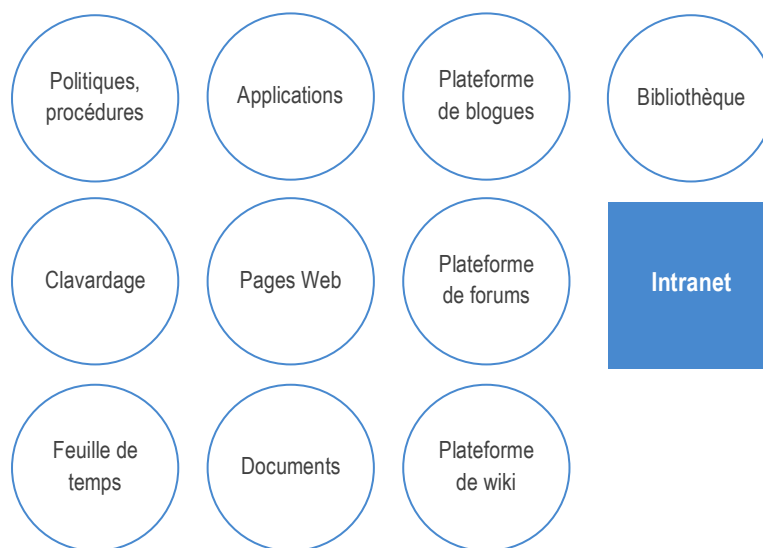 Politiques,
procédures
Applications
Plateforme
de blogues
Bibliothèque
Clavardage
Pages Web
Plateforme
de forums
Intranet
Feuille de
temps
Documents
Plateforme
de wiki